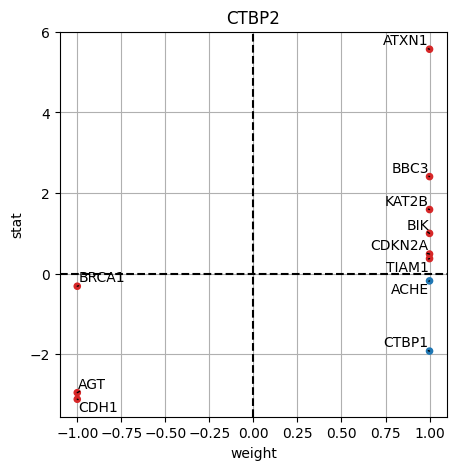 CTBP2
6
ATXN1
4
BBC3
2
KAT2B
BIK
CDKN2A
TIAM1
0
BRCA1
ACHE
CTBP1
−2
AGT
CDH1
−1.00 −0.75 −0.50 −0.25 0.00 0.25 0.50 0.75 1.00
weight
stat